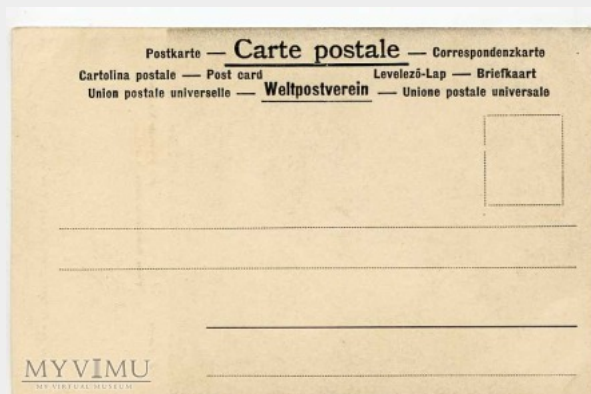 Postkarte — Carte postale — Correspondenzkarte
Cartolina postale — Post card Levelező-Lap — Briefkaart
Union postale universelle — Weltpostverein — Unione postale universale
MYVIMU
MY VIRTUAL MUSEUM